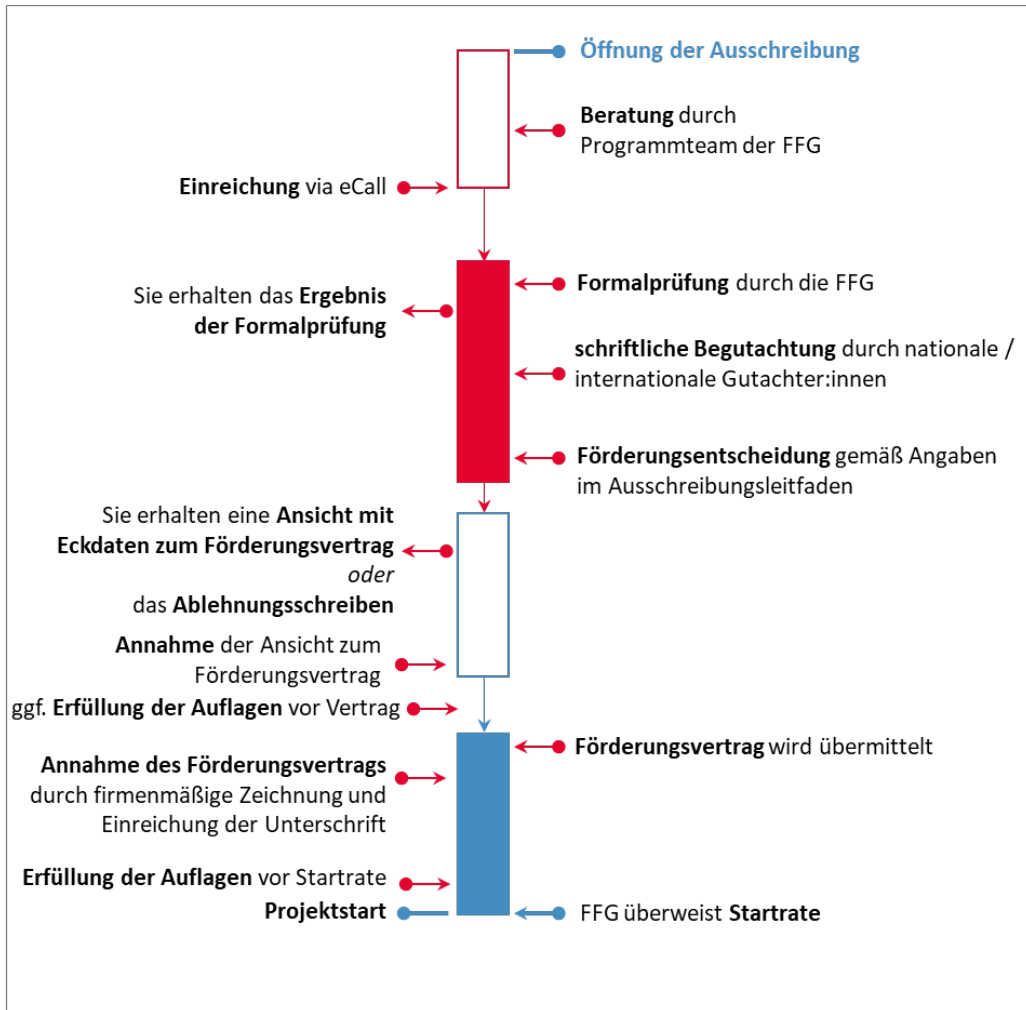 Öffnung der Ausschreibung
Beratung durch
Programmteam der FFG
Einreichung via eCall
Formalprüfung durch die FFG
Sie erhalten das Ergebnis
der Formalprüfung
schriftliche Begutachtung durch nationale /
internationale Gutachter:innen
Förderungsentscheidung gemäß Angaben
im Ausschreibungsleitfaden
Sie erhalten eine Ansicht mit
Eckdaten zum Förderungsvertrag
oder
das Ablehnungsschreiben
Annahme der Ansicht zum
Förderungsvertrag
ggf. Erfüllung der Auflagen vor Vertrag
Förderungsvertrag wird übermittelt
Annahme des Förderungsvertrags
durch firmenmäßige Zeichnung und
Einreichung der Unterschrift
Erfüllung der Auflagen vor Startrate
Projektstart
FFG überweist Startrate